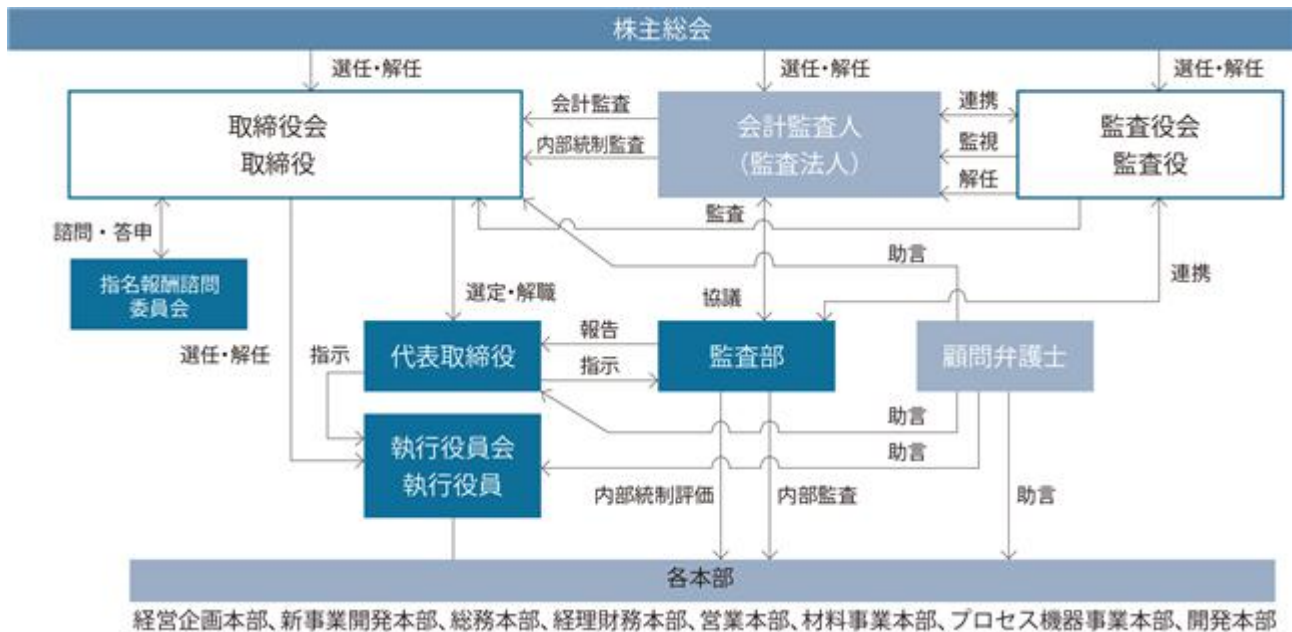 株主総会
選任・解任
選任・解任
選任・解任
取締役会
取締役
会計監査
内部統制監査
会計監査人
（監査法人）
連携
監視
解任
監査役会
監査役
監査
諮問・答申
助言
連携
指名報酬諮問
委員会
選定・解職
協議
選任・解任
指示
代表取締役
報告
指示
監査部
顧問弁護士
助言
執行役員会
執行役員
助言
内部統制評価
内部監査
助言
各本部
経営企画本部、新事業開発本部、総務本部、経理財務本部、営業本部、材料事業本部、プロセス機器事業本部、開発本部